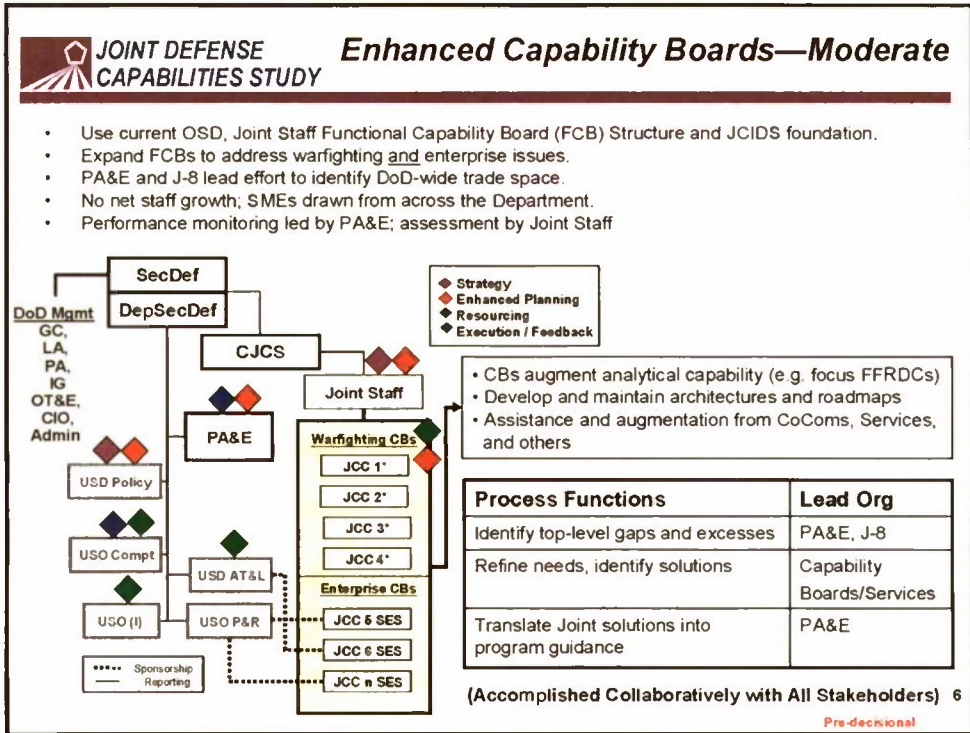 JOINT DEFENSE
CAPABILITIES STUDY
Enhanced Capability Boards—Moderate
• Use current OSD, Joint Staff Functional Capability Board (FCB) Structure and JCIDS foundation.
• Expand FCBs to address warfighting and enterprise issues.
• PA&E and J-8 lead effort to identify DoD-wide trade space.
• No net staff growth; SMEs drawn from across the Department.
• Performance monitoring led by PA&E; assessment by Joint Staff
SecDef
DepSecDef
DoD Mgmt
GC,
LA,
PA,
IG
OT&E,
CIO,
Admin
CJCS
Strategy
Enhanced Planning
Resourcing
Execution / Feedback
Joint Staff
PA&E
USD Policy
USO Compt
USD AT&L
USO (I)
USO P&R
Sponsorship
Reporting
Warfighting CBs
JCC 1*
JCC 2*
JCC 3*
JCC 4*
Enterprise CBs
JCC 5 SES
JCC 6 SES
JCC n SES
• CBs augment analytical capability (e.g. focus FFRDCs)
• Develop and maintain architectures and roadmaps
• Assistance and augmentation from CoComs, Services,
and others
Process Functions Lead Org
Identify top-level gaps and excesses PA&E, J-8
Refine needs, identify solutions Capability
Boards/Services
Translate Joint solutions into PA&E
program guidance
(Accomplished Collaboratively with All Stakeholders) 6
Pre-decisional